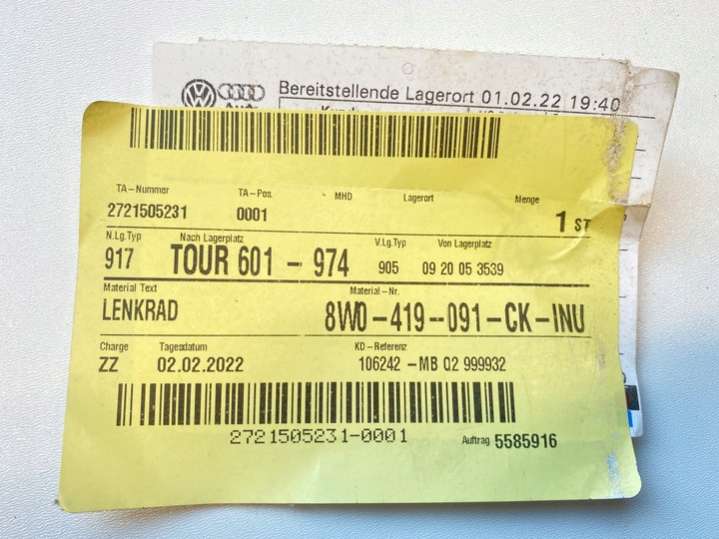 Bereitstellende Lagerort 01.02.22 19:40
TA-Nummer TA-Pos. MHD Lagerort Menge
2721505231 0001 1 ST
N.Lg.Typ Nach Lagerplatz V.Lg.Typ Von Lagerplatz
917 TOUR 601 - 974 905 09 20 05 3539
Material Text Material-Nr.
LENKRAD 8W0-419-091-CK-INU
Charge Tagesdatum KD-Referenz
ZZ 02.02.2022 106242 -MB Q2 999932
2721505231-0001
Auftrag 5585916